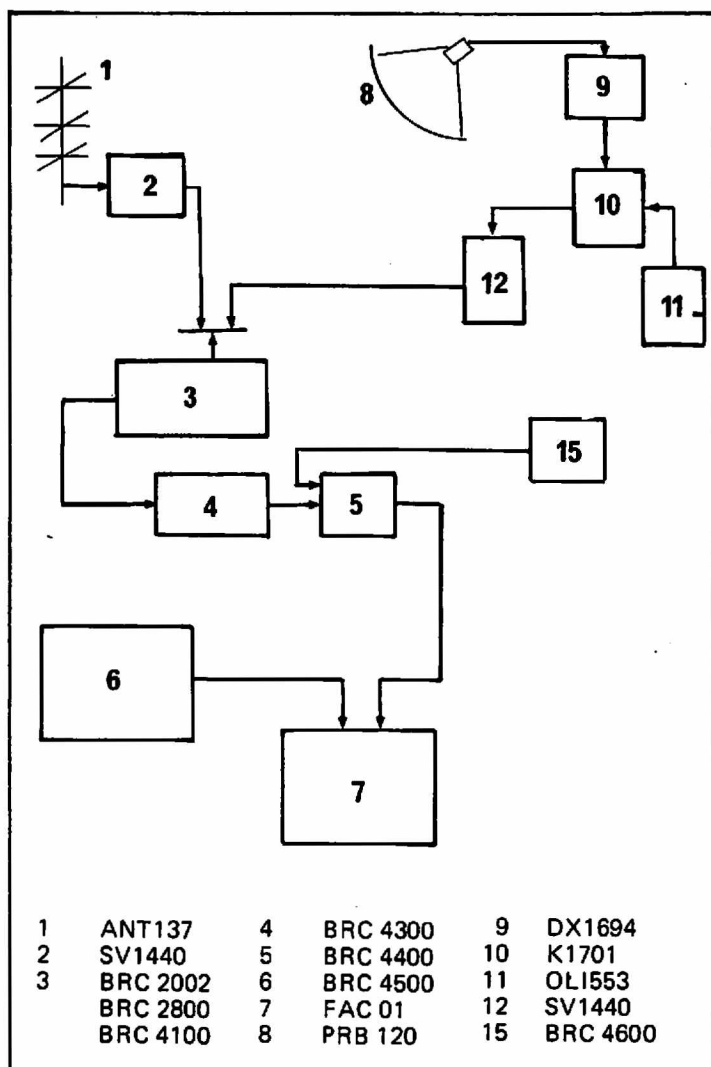 1
8
9
2
10
12
11
3
15
4
5
6
7
1 ANT137 4 BRC 4300 9 DX1694
2 SV1440 5 BRC 4400 10 K1701
3 BRC 2002 6 BRC 4500 11 OŁI553
BRC 2800 7 FAC 01 12 SV1440
BRC 4100 8 PRB 120 15 BRC 4600